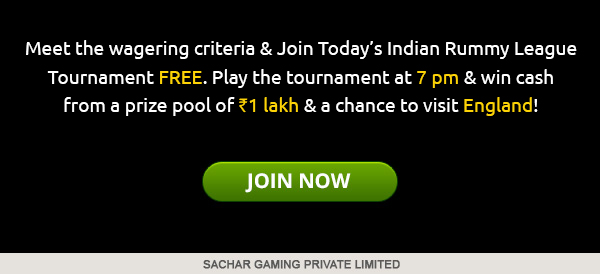 Meet the wagering criteria & Join Today's Indian Rummy League
Tournament FREE. Play the tournament at 7 pm & win cash
from a prize pool of ₹1 lakh & a chance to visit England!
JOIN NOW
SACHAR GAMING PRIVATE LIMITED